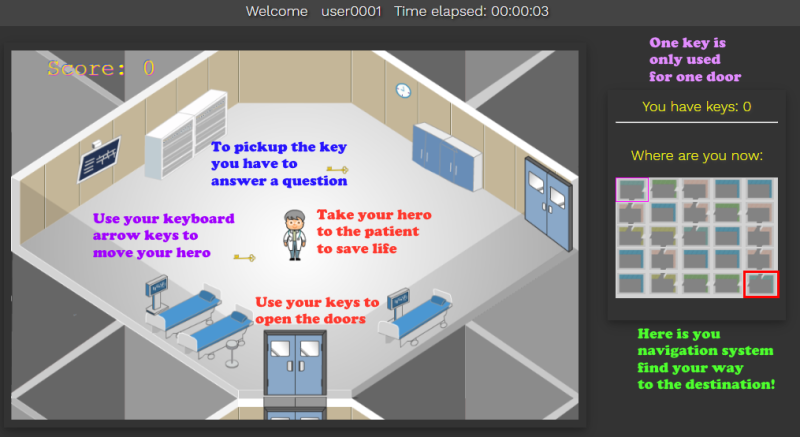 Welcome user0001 Time elapsed: 00:00:03
Score: 0
One key is
only used
for one door
You have keys: 0
Where are you now:
To pickup the key
you have to
answer a question
Use your keyboard
arrow keys to
move your hero
Take your hero
to the patient
to save life
Use your keys to
open the doors
Here is you
navigation system
find your way
to the destination!